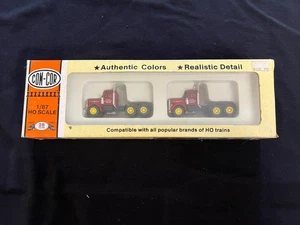 ★Authentic Colors ★Realistic Detail
CON-COR
1/87
HO SCALE
Compatible with all popular brands of HO trains